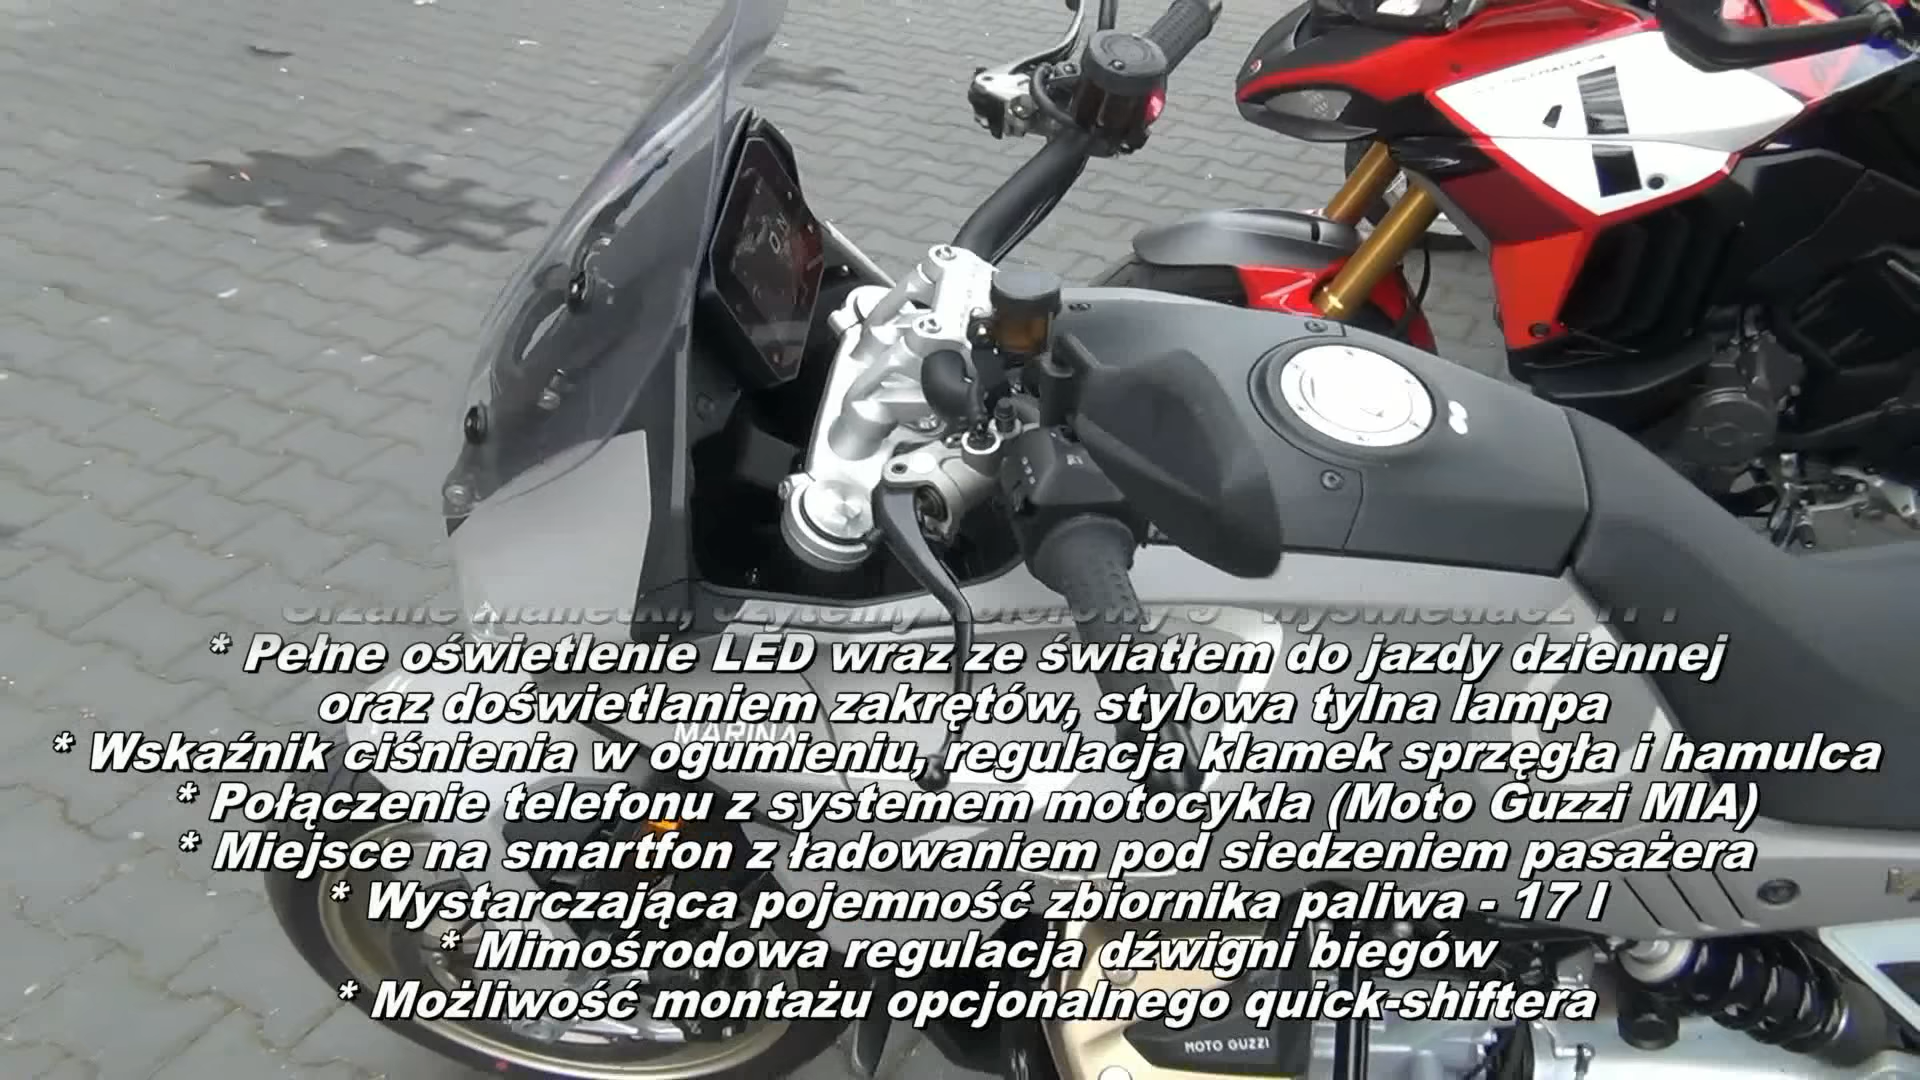 * Pełne oświetlenie LED wraz ze światłem do jazdy dziennej
oraz doświetlaniem zakrętów, stylowa tylna lampa
MARINA
* Wskaźnik ciśnienia w ogumieniu, regulacja klamek sprzęgła i hamulca
* Połączenie telefonu z systemem motocykla (Moto Guzzi MIA)
* Miejsce na smartfon z ładowaniem pod siedzeniem pasażera
* Wystarczająca pojemność zbiornika paliwa - 17 l
* Mimośrodowa regulacja dźwigni biegów
* Możliwość montażu opcjonalnego quick-shiftera
MOTO GUZZI